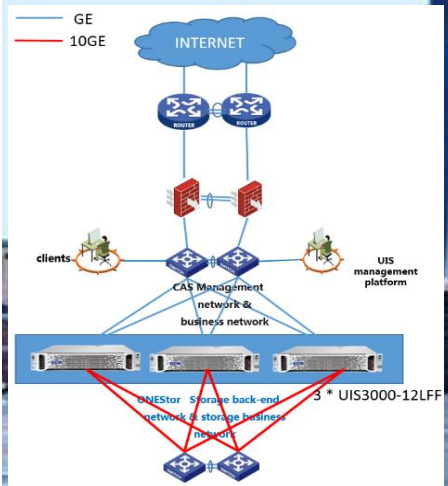 GE
10GE
INTERNET
ROUTER
ROUTER
clients
UIS
management
platform
CAS Management
network &
business network
3 * UIS3000-12LFF
ONEStor Storage back-end
network & storage business
network